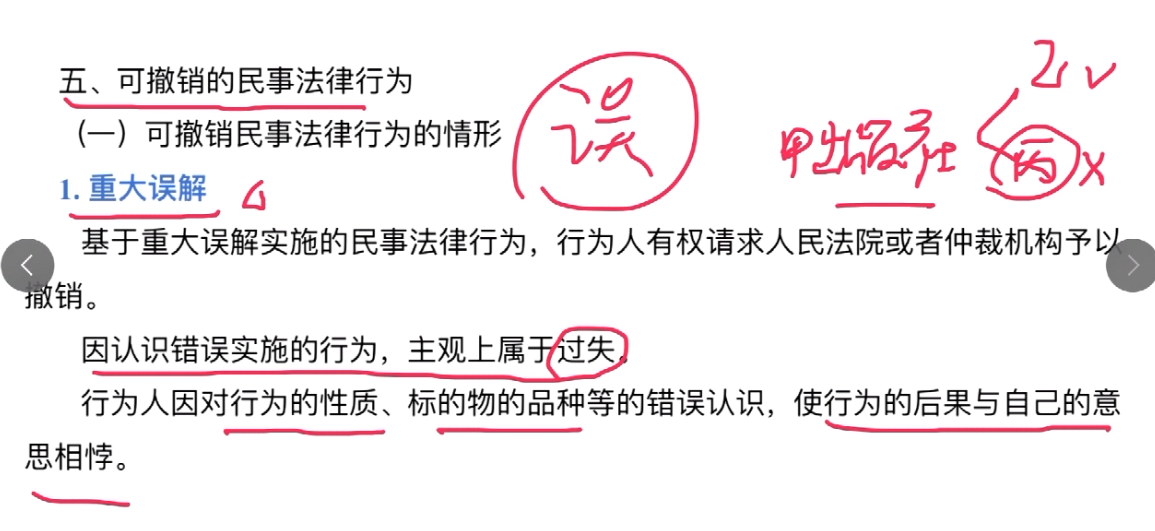 五、可撤销的民事法律行为
（一）可撤销民事法律行为的情形
误
乙
丙
1. 重大误解
基于重大误解实施的民事法律行为，行为人有权请求人民法院或者仲裁机构予以
撤销。
因认识错误实施的行为，主观上属于过失。
行为人因对行为的性质、标的物的品种等的错误认识，使行为的后果与自己的意
思相悖。